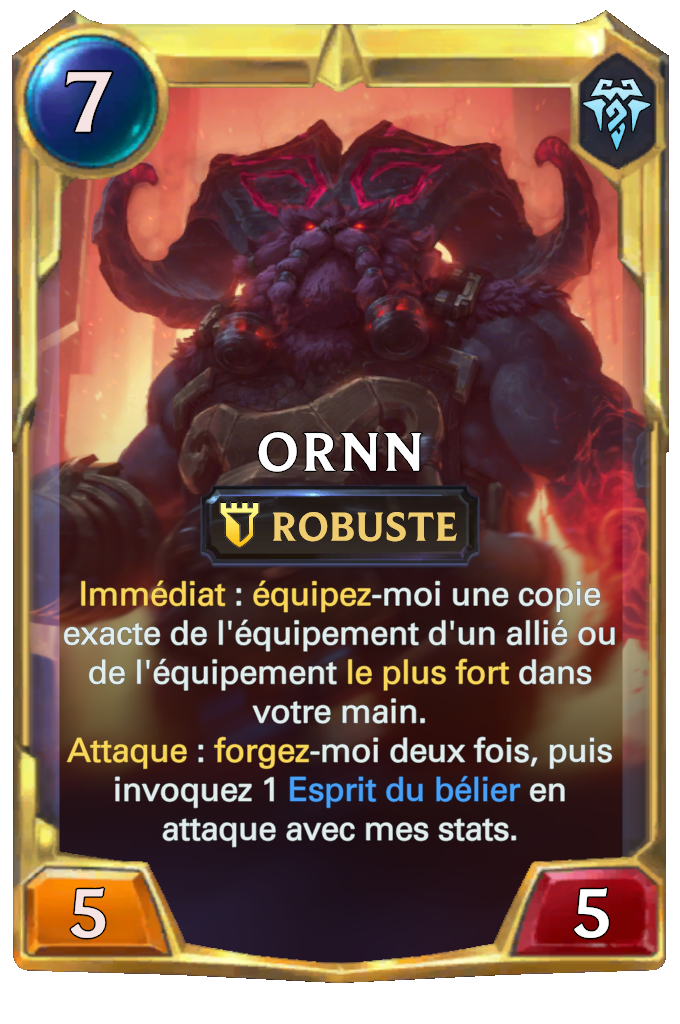 7
ORNN
ROBUSTE
Immédiat : équipez-moi une copie
exacte de l'équipement d'un allié ou
de l'équipement le plus fort dans
votre main.
Attaque : forgez-moi deux fois, puis
invoquez 1 Esprit du bélier en
attaque avec mes stats.
5
5